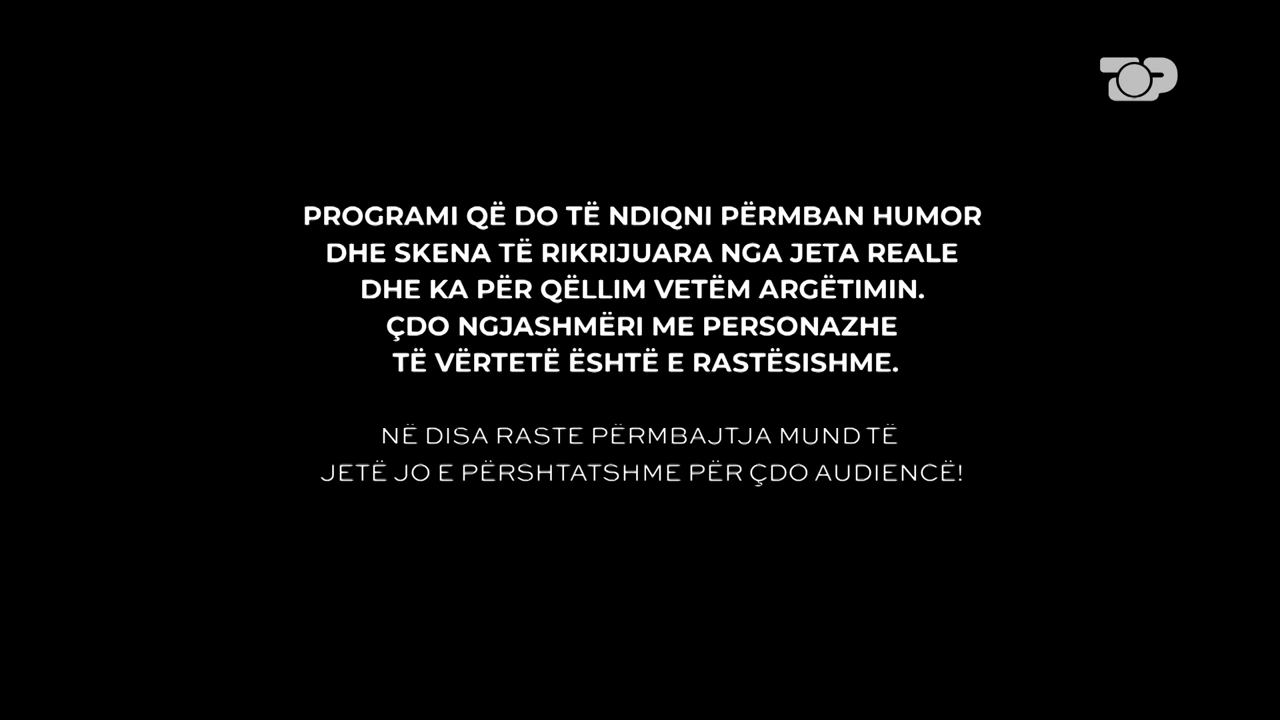 TOP
PROGRAMI QË DO TË NDIQNI PËRMBAN HUMOR
DHE SKENA TË RIKRIJUARA NGA JETA REALE
DHE KA PËR QËLLIM VETËM ARGËTIMIN.
ÇDO NGJASHMËRI ME PERSONAZHE
TË VËRTETË ËSHTË E RASTËSISHME.
NË DISA RASTE PËRMBAJTJA MUND TË
JETË JO E PËRSHTATSHME PËR ÇDO AUDIENCË!